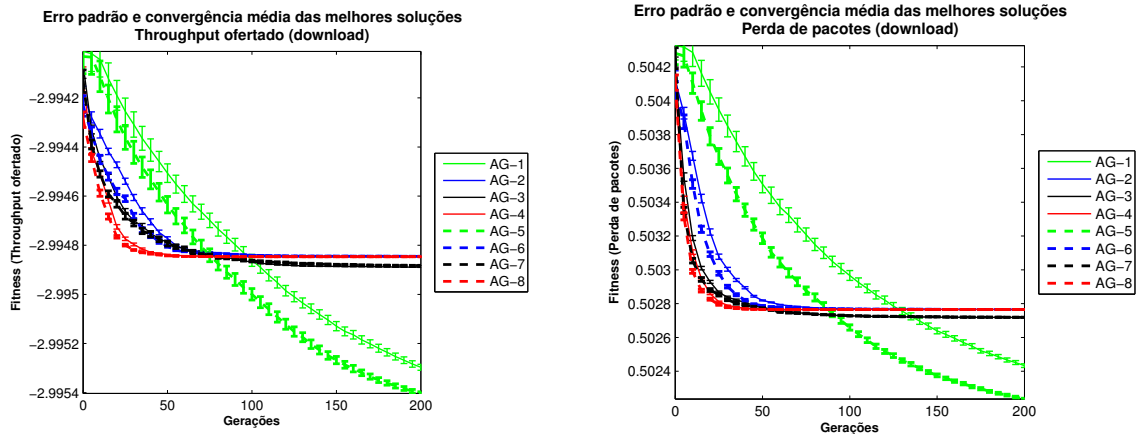 Erro padrão e convergência média das melhores soluções
Throughput ofertado (download)
−2.9942
−2.9944
−2.9946
−2.9948
−2.995
−2.9952
−2.9954
Fitness (Throughput ofertado)
0
50
100
150
200
Gerações
AG−1
AG−2
AG−3
AG−4
AG−5
AG−6
AG−7
AG−8
Erro padrão e convergência média das melhores soluções
Perda de pacotes (download)
0.5042
0.504
0.5038
0.5036
0.5034
0.5032
0.503
0.5028
0.5026
0.5024
Fitness (Perda de pacotes)
0
50
100
150
200
Gerações
AG−1
AG−2
AG−3
AG−4
AG−5
AG−6
AG−7
AG−8